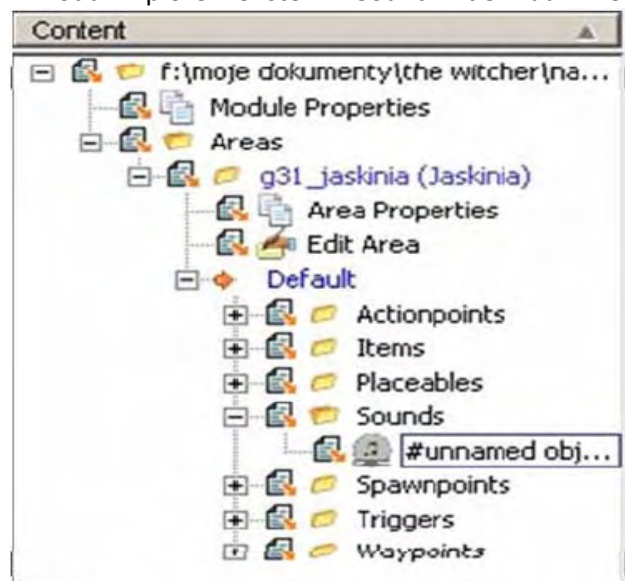 Content
f:\moje dokumenty\the witcher\na...
Module Properties
Areas
g31_jaskinia (Jaskinia)
Area Properties
Edit Area
Default
Actionpoints
Items
Placeables
Sounds
#unnamed obj...
Spawnpoints
Triggers
Waypoints